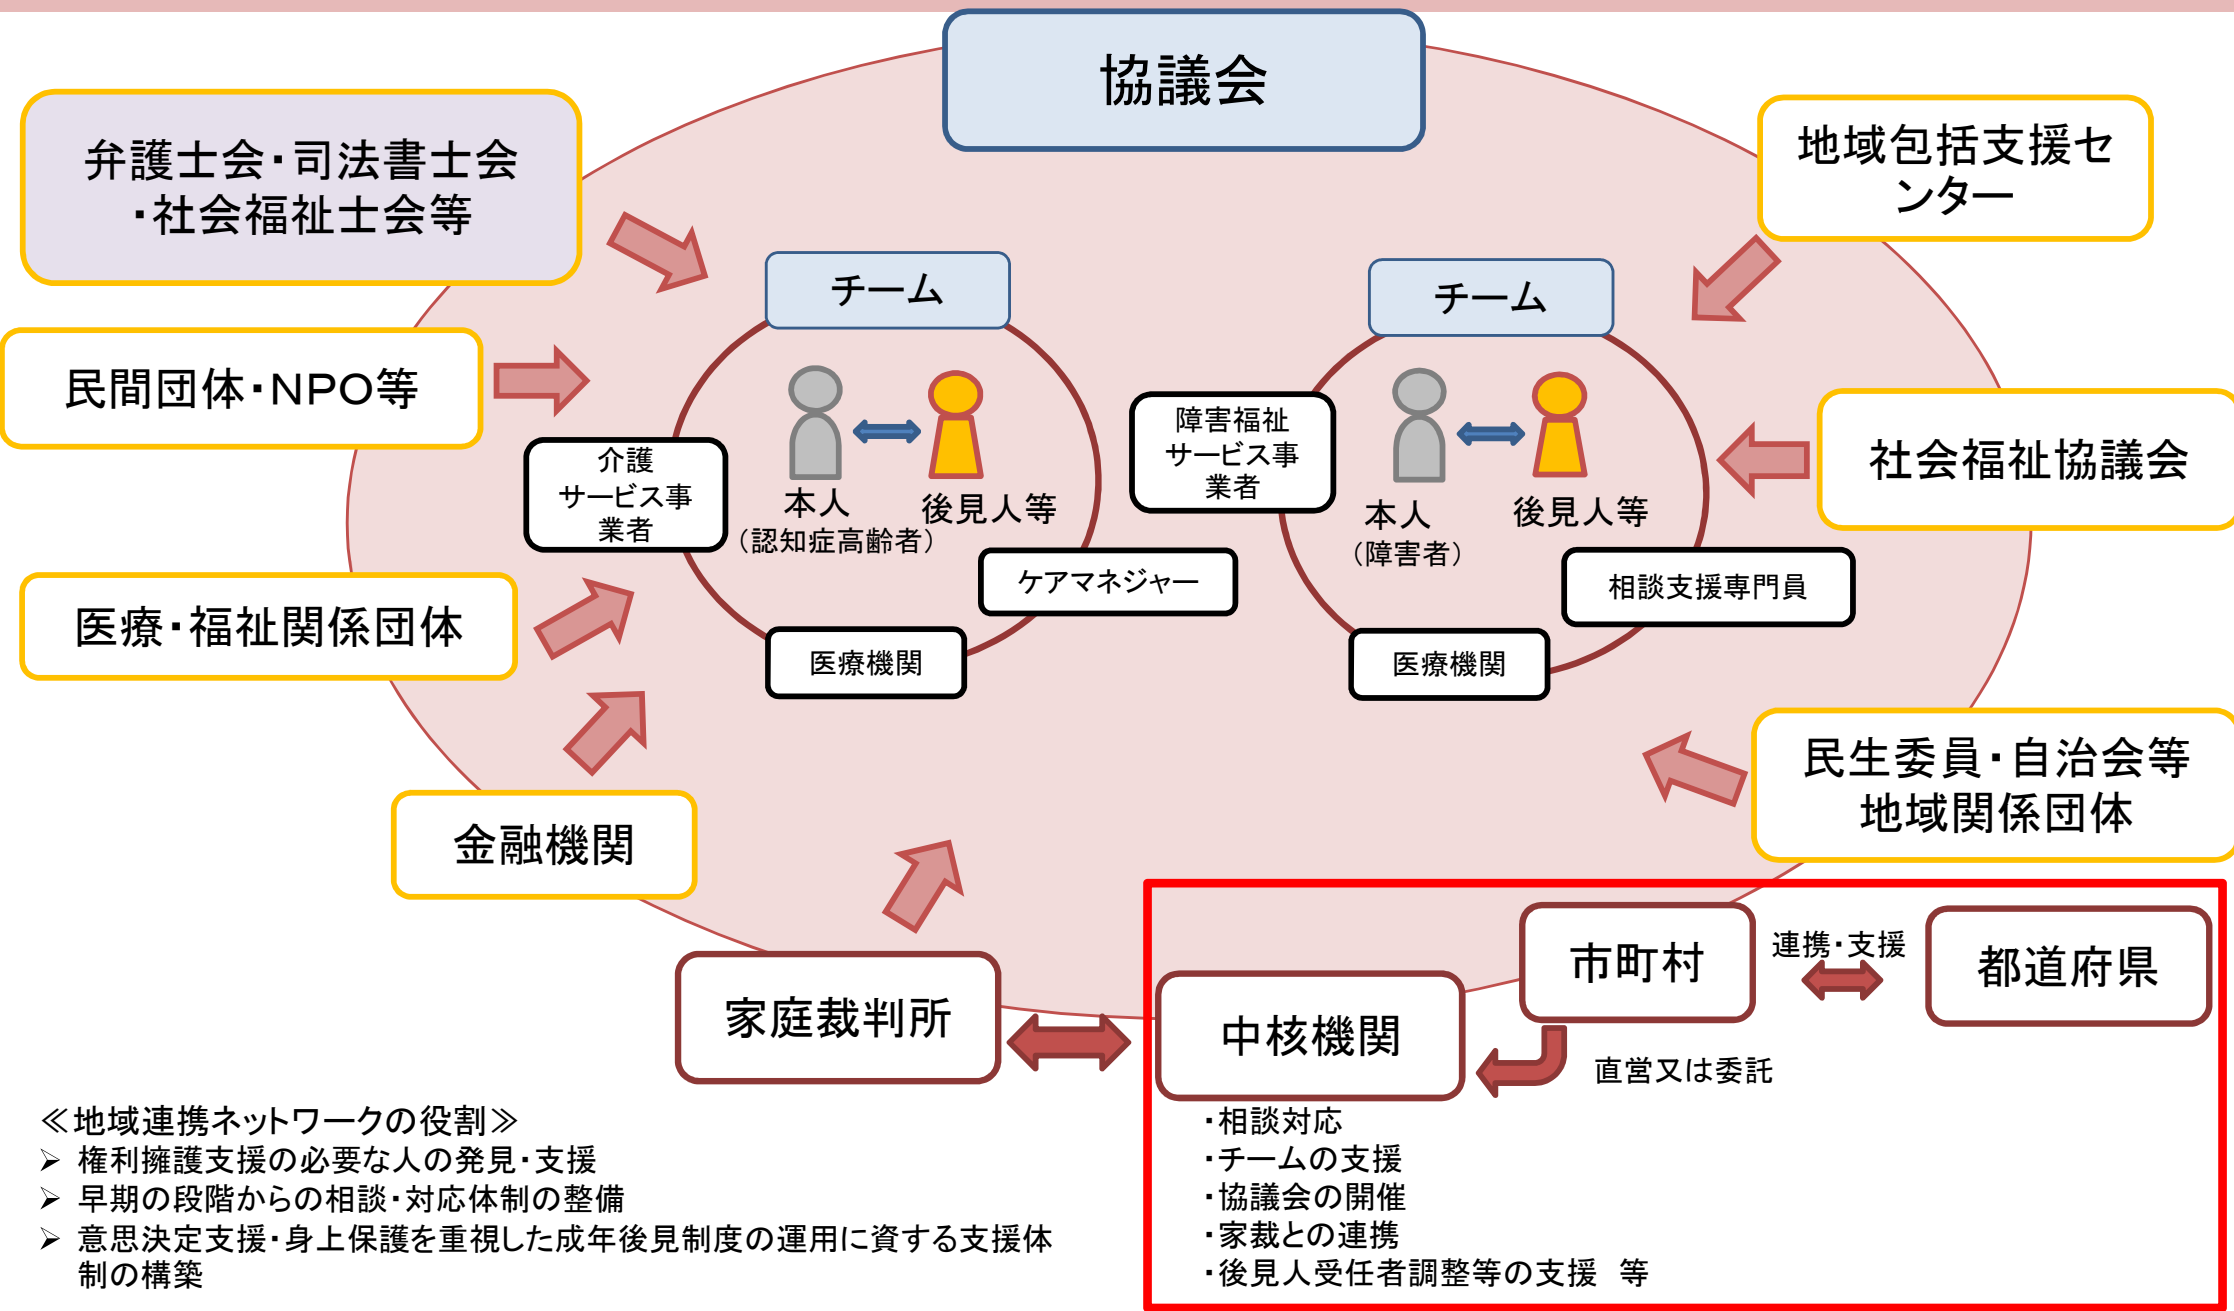 協議会
弁護士会・司法書士会
・社会福祉士会等
地域包括支援セ
ンター
民間団体・NPO等
社会福祉協議会
医療・福祉関係団体
金融機関
民生委員・自治会等
地域関係団体
チーム
介護
サービス事
業者
本人
(認知症高齢者)
後見人等
ケアマネジャー
医療機関
チーム
障害福祉
サービス事
業者
本人
(障害者)
後見人等
相談支援専門員
医療機関
家庭裁判所
中核機関
市町村
連携・支援
都道府県
直営又は委託
・相談対応
・チームの支援
・協議会の開催
・家裁との連携
・後見人受任者調整等の支援　等
≪地域連携ネットワークの役割≫
➢ 権利擁護支援の必要な人の発見・支援
➢ 早期の段階からの相談・対応体制の整備
➢ 意思決定支援・身上保護を重視した成年後見制度の運用に資する支援体
制の構築